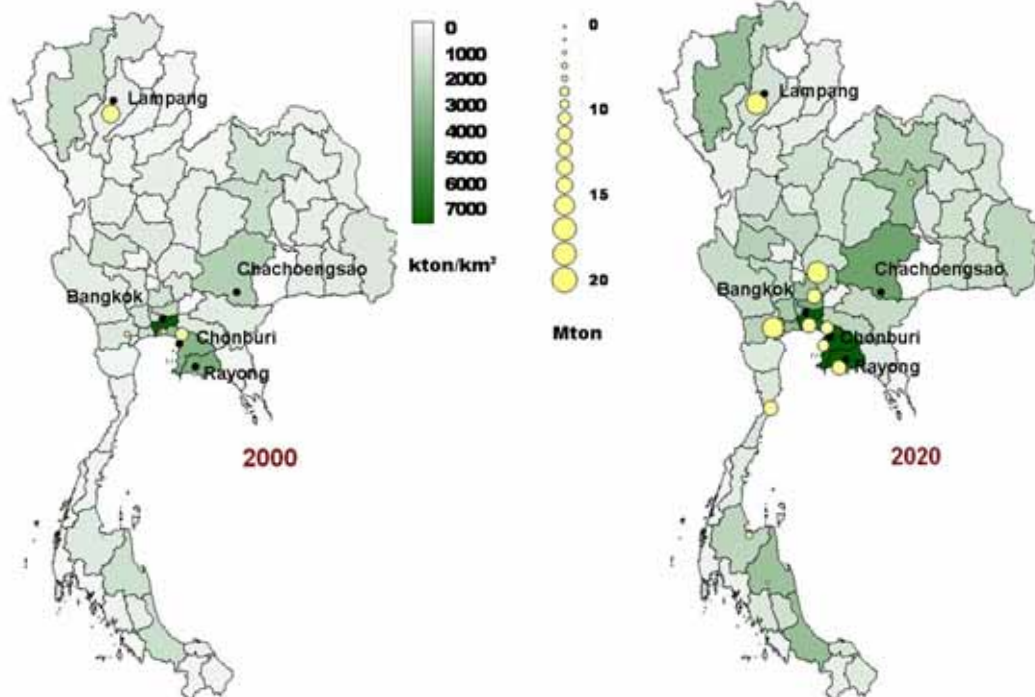 Lampang
Chachoengsao
Bangkok
Chonburi
Rayong
2000
0
1000
2000
3000
4000
5000
6000
7000
kton/km²
0
10
15
20
Mton
Lampang
Chachoengsao
Bangkok
Chonburi
Rayong
2020